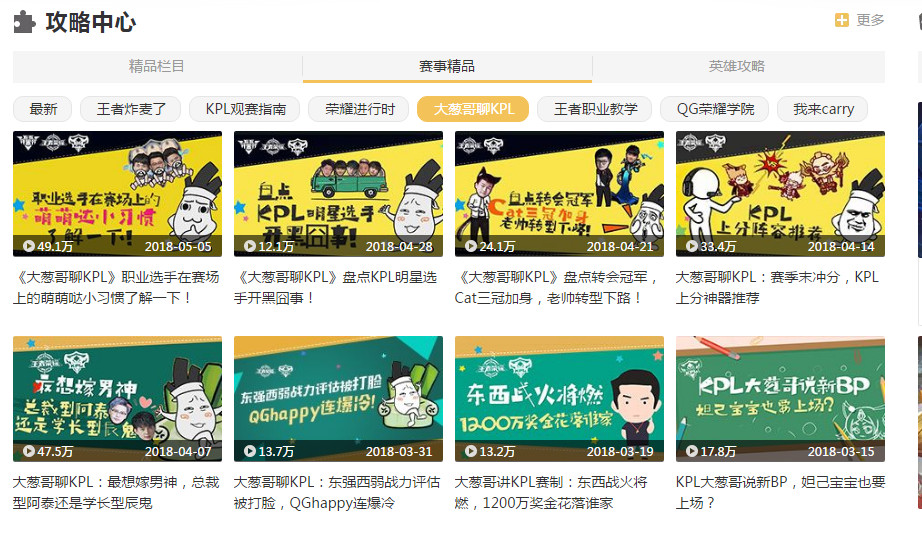 攻略中心
更多
精品栏目
赛事精品
英雄攻略
最新
王者炸麦了
KPL观赛指南
荣耀进行时
大葱哥聊KPL
王者职业教学
QG荣耀学院
我来carry
职业选手在赛场上的
萌萌哒小习惯
了解一下!
49.1万
2018-05-05
盘点
KPL明星选手
开黑囧事!
12.1万
2018-04-28
盘点转会冠军
Cat三冠加身
老帅转型下路!
24.1万
2018-04-21
KPL
上分阵容推荐
33.4万
2018-04-14
《大葱哥聊KPL》职业选手在赛场
上的萌萌哒小习惯了解一下！
《大葱哥聊KPL》盘点KPL明星选
手开黑囧事！
《大葱哥聊KPL》盘点转会冠军，
Cat三冠加身，老帅转型下路！
大葱哥聊KPL：赛季末冲分，KPL
上分神器推荐
最想嫁男神
总裁型阿泰
还是学长型辰鬼
47.5万
2018-04-07
东强西弱战力评估被打脸
QGhappy连爆冷!
13.7万
2018-03-31
东西战火将燃
1200万奖金花落谁家
13.2万
2018-03-19
KPL大葱哥说新BP
妲己宝宝也要上场?
17.8万
2018-03-15
大葱哥聊KPL：最想嫁男神，总裁
型阿泰还是学长型辰鬼
大葱哥聊KPL：东强西弱战力评估
被打脸，QGhappy连爆冷
大葱哥讲KPL赛制：东西战火将
燃，1200万奖金花落谁家
KPL大葱哥说新BP，妲己宝宝也要
上场？